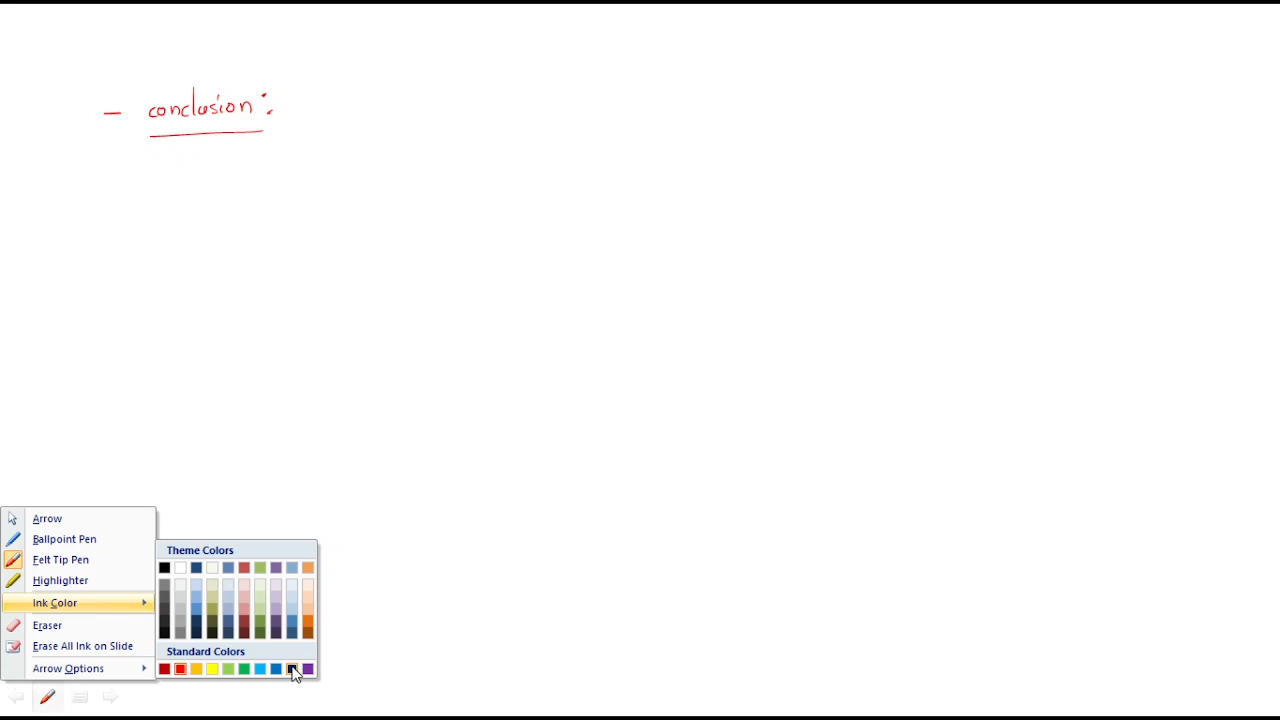 - conclusion:
Arrow
Ballpoint Pen
Felt Tip Pen
Highlighter
Ink Color
Eraser
Erase All Ink on Slide
Arrow Options
Theme Colors
Standard Colors